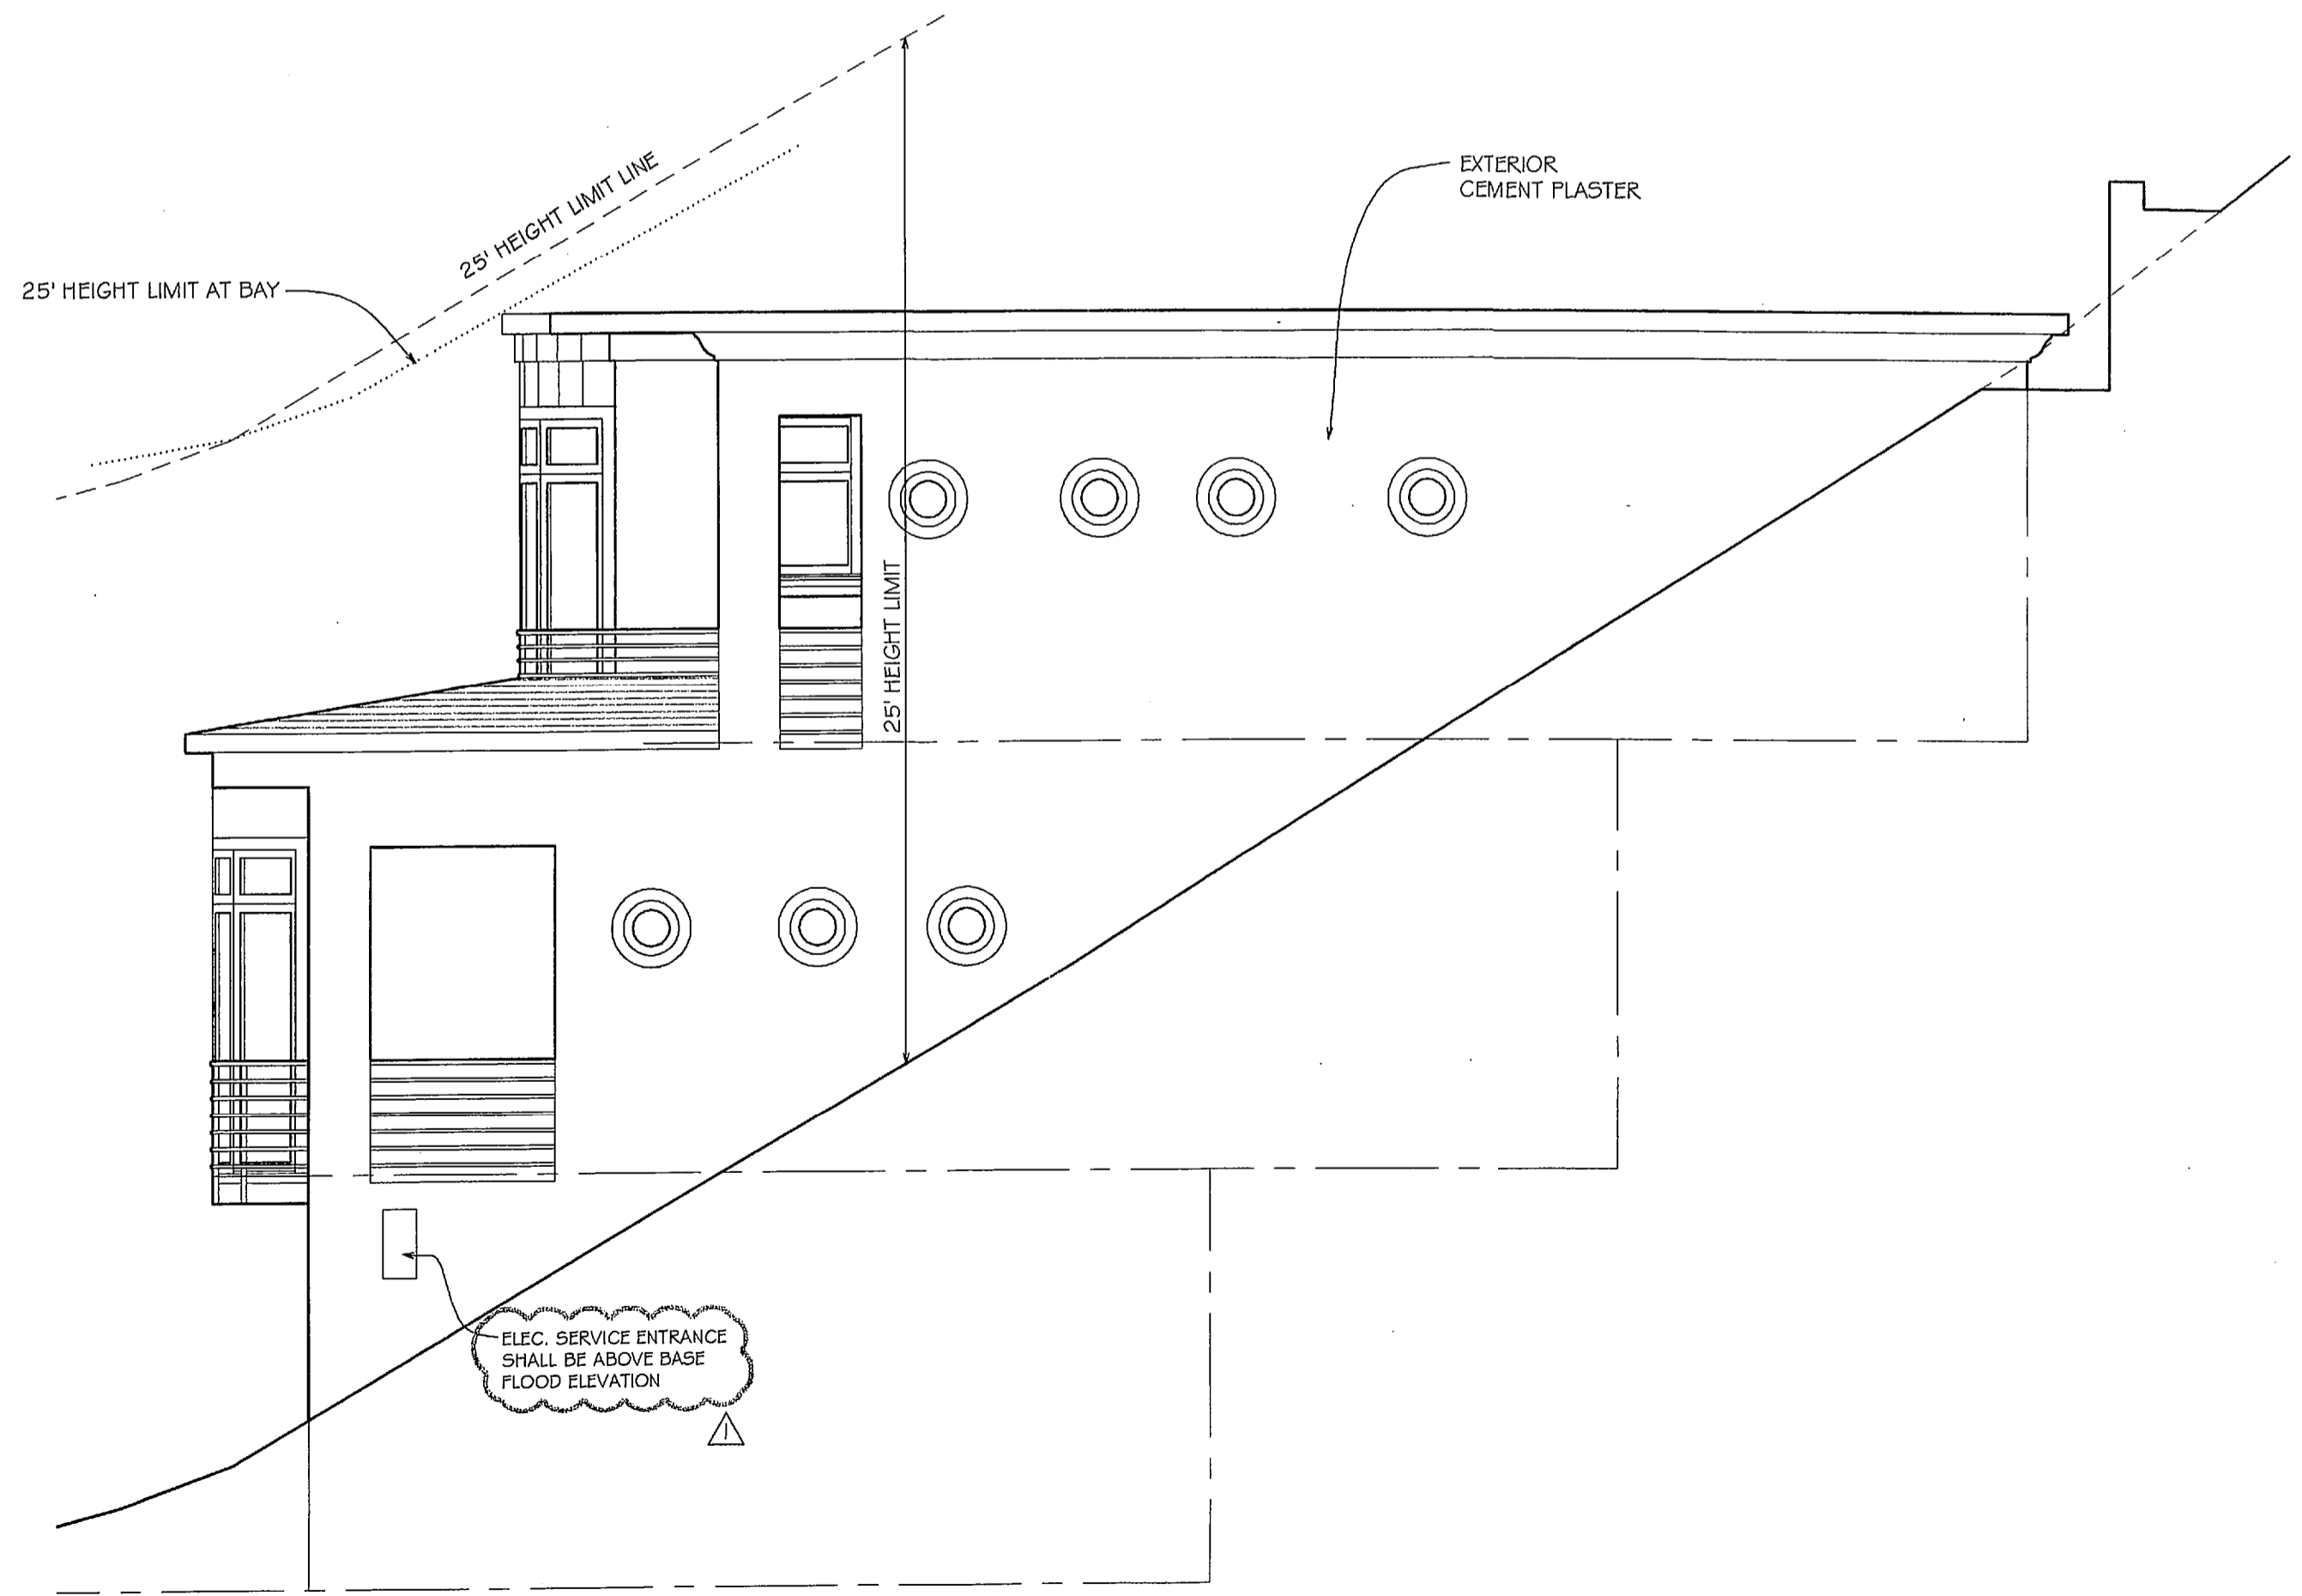 25' HEIGHT LIMIT LINE
25' HEIGHT LIMIT AT BAY
EXTERIOR
CEMENT PLASTER
25' HEIGHT LIMIT
ELEC. SERVICE ENTRANCE
SHALL BE ABOVE BASE
FLOOD ELEVATION
1